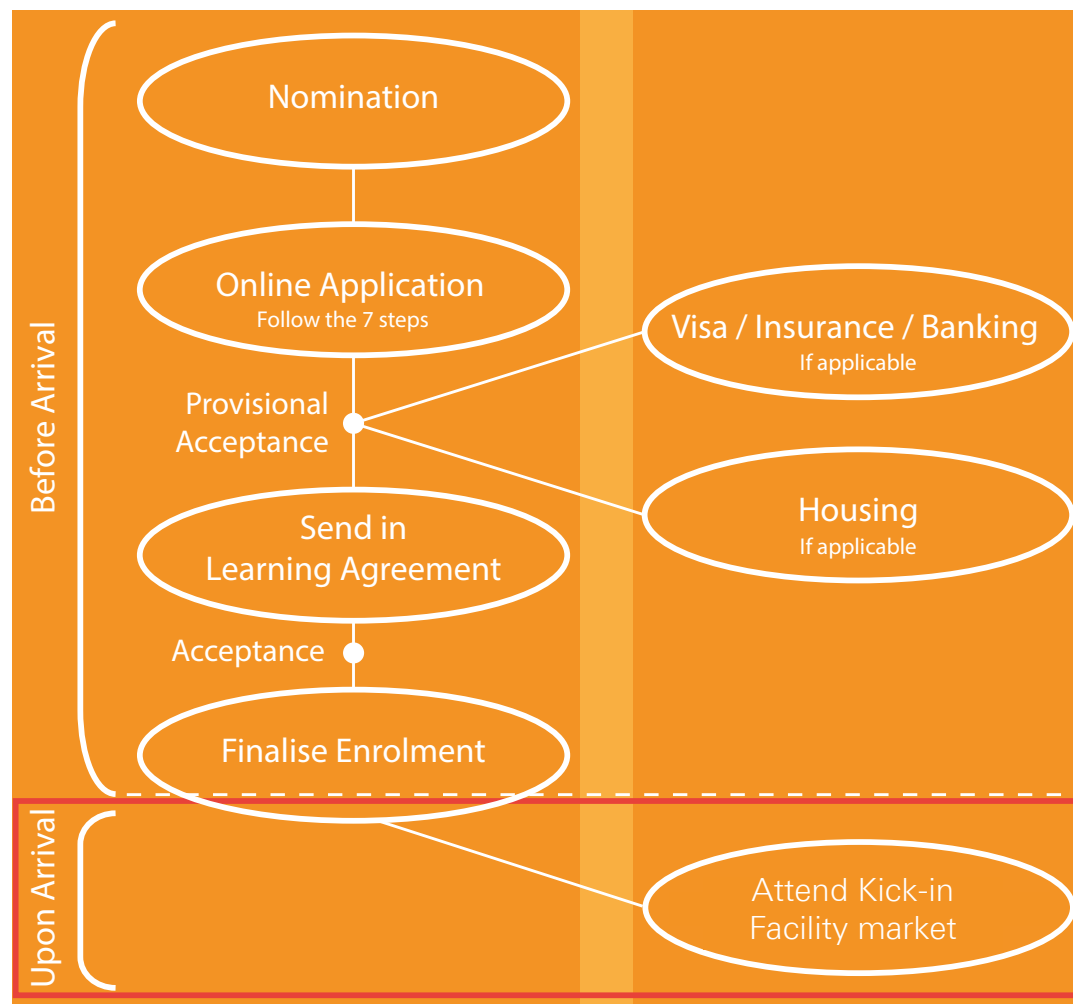 Before Arrival
Nomination
Online Application
Follow the 7 steps
Visa / Insurance / Banking
If applicable
Provisional
Acceptance
Housing
If applicable
Send in
Learning Agreement
Acceptance
Finalise Enrolment
Upon Arrival
Attend Kick-in
Facility market